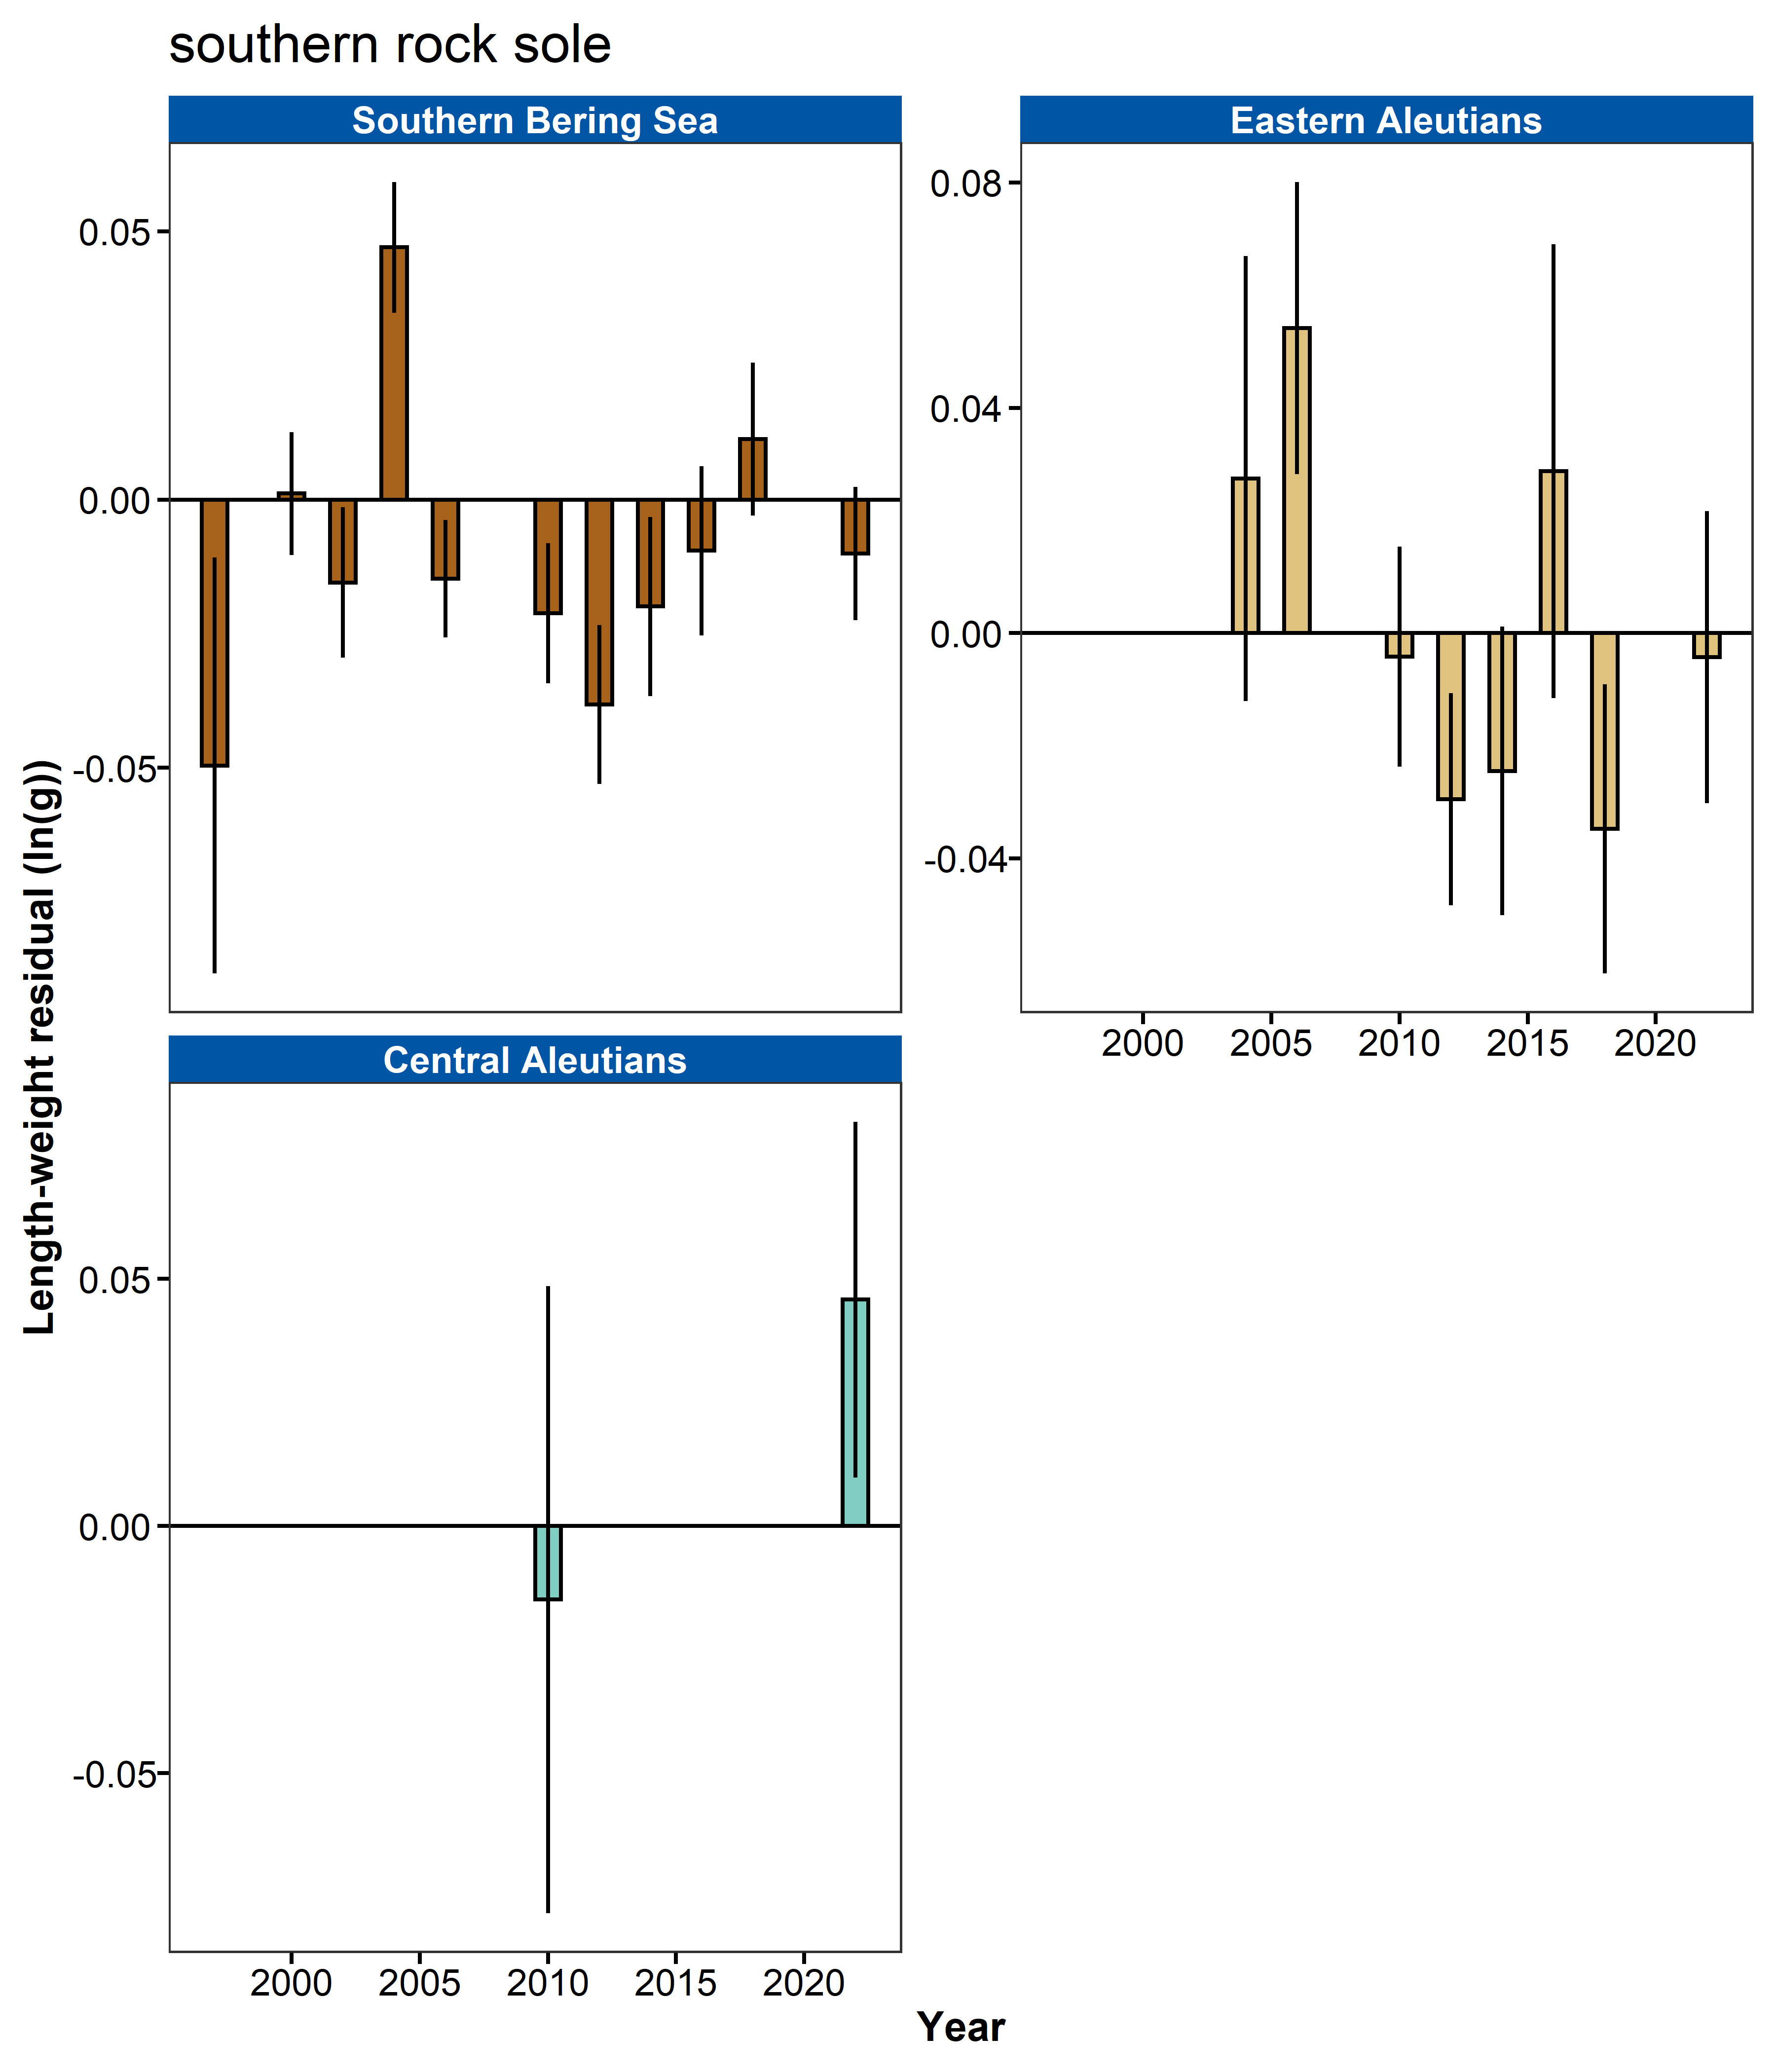 southern rock sole
Southern Bering Sea
Eastern Aleutians
0.05
0.00
-0.05
0.08
0.04
0.00
-0.04
2000 2005 2010 2015 2020
Central Aleutians
0.05
0.00
-0.05
2000 2005 2010 2015 2020
Length-weight residual (ln(g))
Year